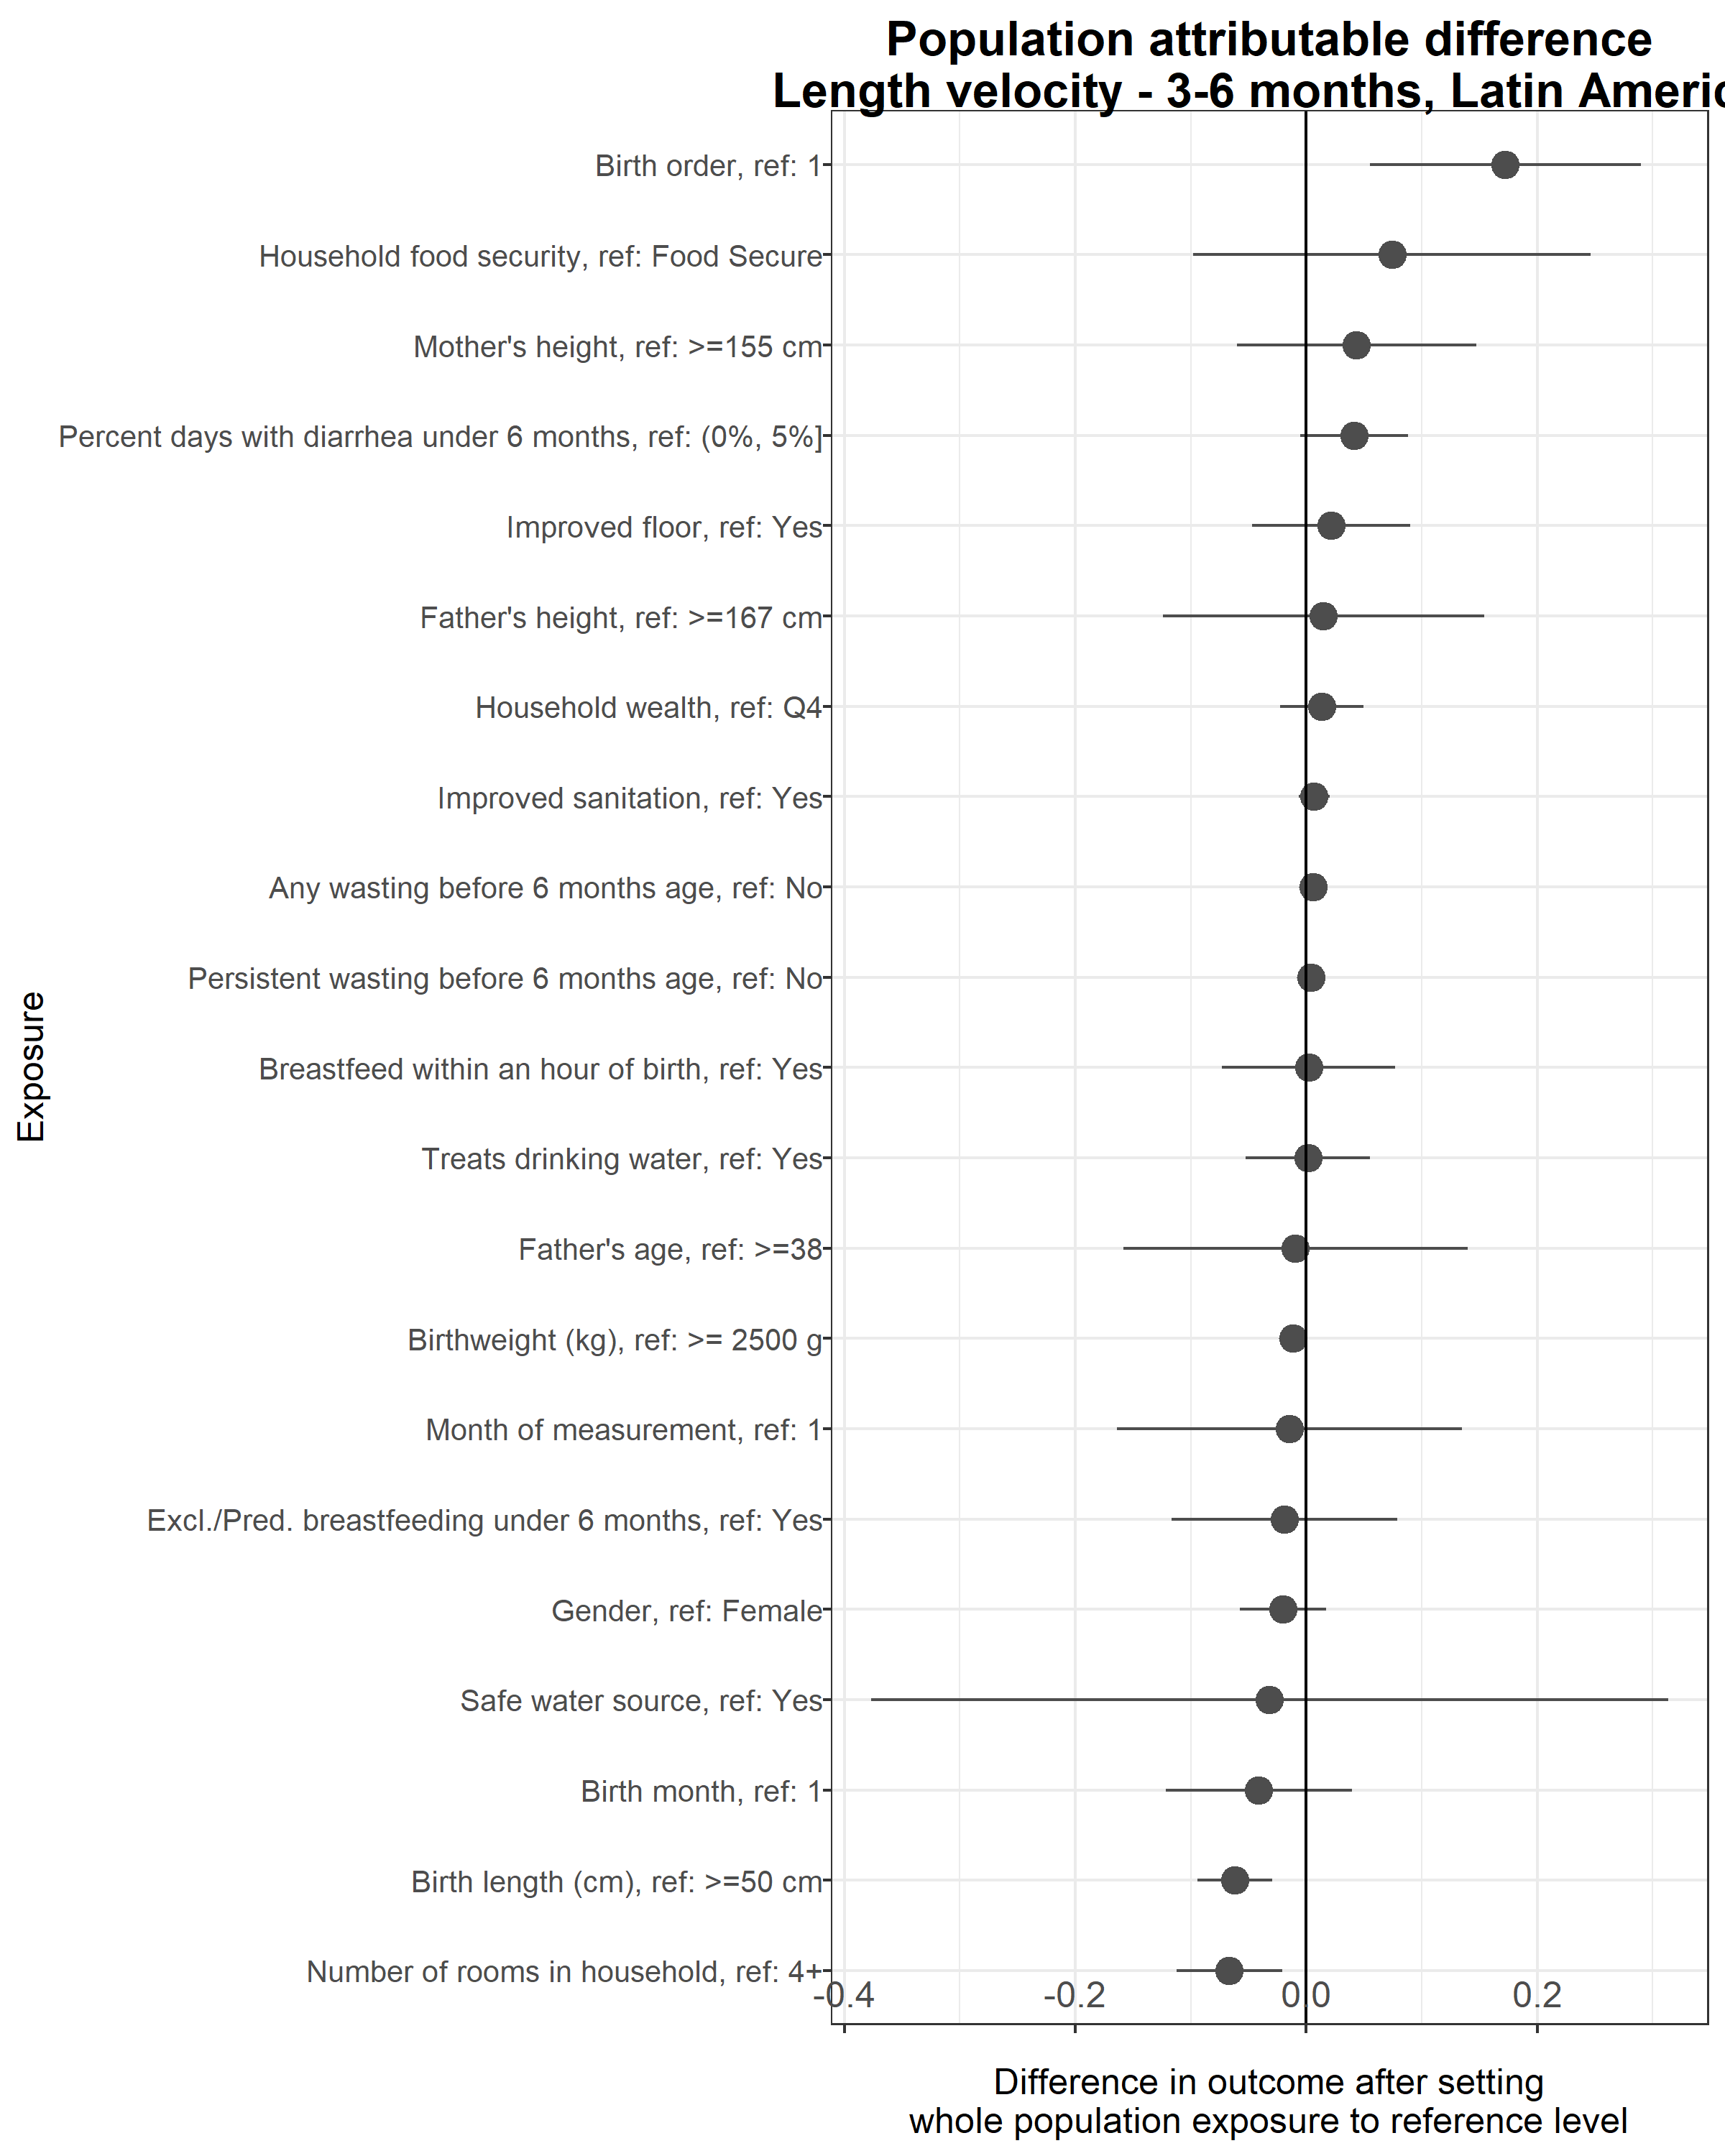 Population attributable difference
Length velocity - 3-6 months, Latin Americ
Birth order, ref: 1
Household food security, ref: Food Secure
Mother's height, ref: >=155 cm
Percent days with diarrhea under 6 months, ref: (0%, 5%]
Improved floor, ref: Yes
Father's height, ref: >=167 cm
Household wealth, ref: Q4
Improved sanitation, ref: Yes
Any wasting before 6 months age, ref: No
Persistent wasting before 6 months age, ref: No
Breastfeed within an hour of birth, ref: Yes
Treats drinking water, ref: Yes
Father's age, ref: >=38
Birthweight (kg), ref: >= 2500 g
Month of measurement, ref: 1
Excl./Pred. breastfeeding under 6 months, ref: Yes
Gender, ref: Female
Safe water source, ref: Yes
Birth month, ref: 1
Birth length (cm), ref: >=50 cm
Number of rooms in household, ref: 4+
Exposure
-0.4 -0.2 0.0 0.2
Difference in outcome after setting
whole population exposure to reference level